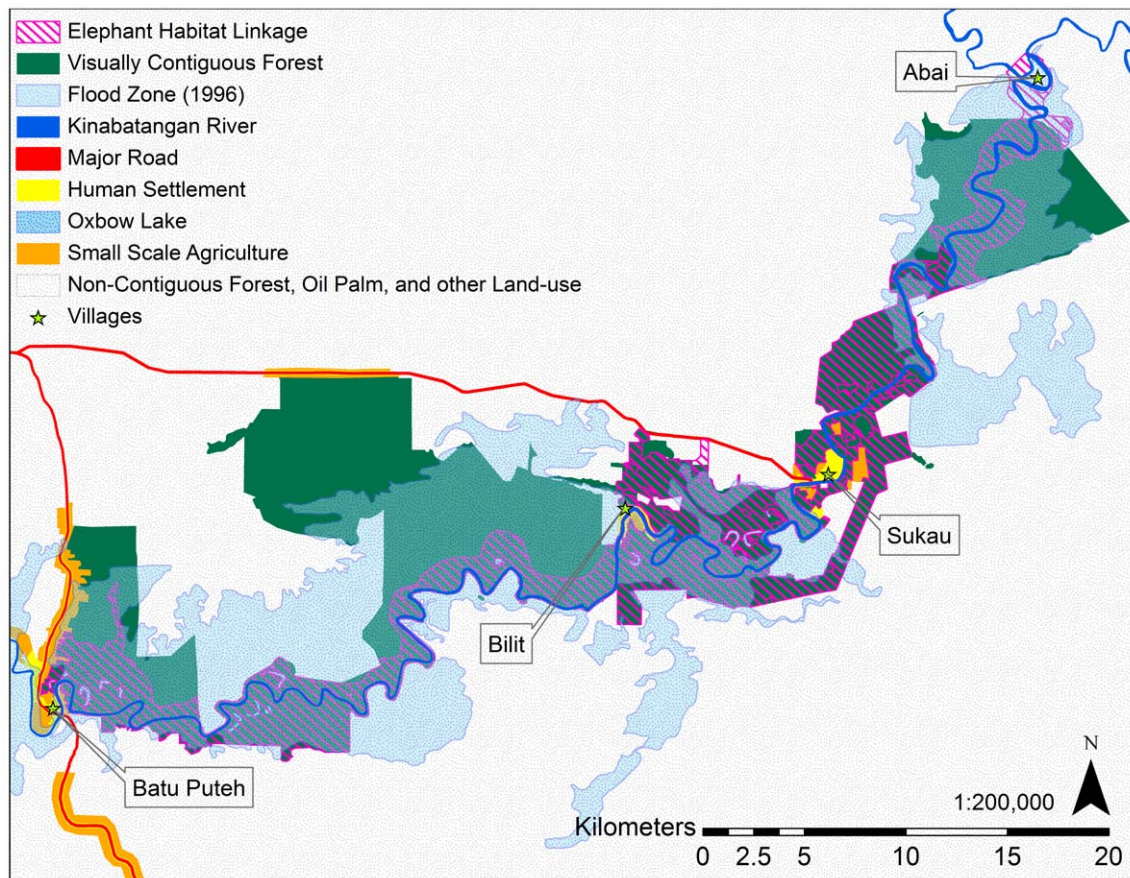 Elephant Habitat Linkage
Visually Contiguous Forest
Flood Zone (1996)
Kinabatangan River
Major Road
Human Settlement
Oxbow Lake
Small Scale Agriculture
Non-Contiguous Forest, Oil Palm, and other Land-use
Villages
Abai
Sukau
Bilit
Batu Puteh
N
1:200,000
Kilometers
0 2.5 5 10 15 20